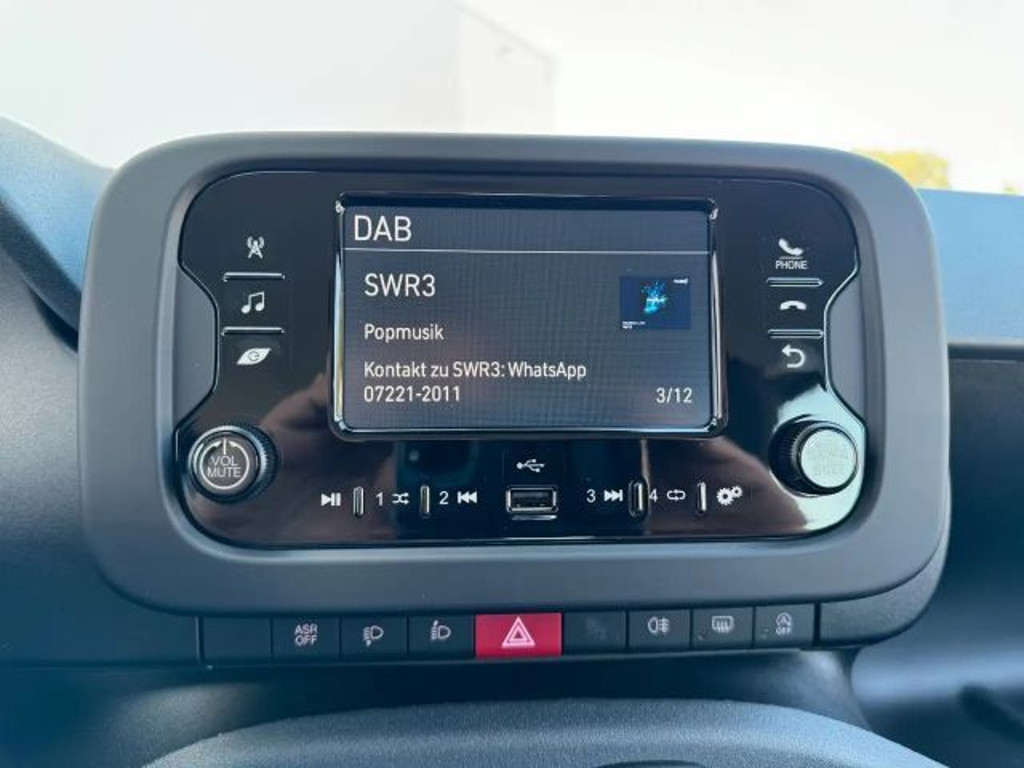 DAB
SWR3
Popmusik
Kontakt zu SWR3: WhatsApp
07221-2011
3/12
PHONE
VOL
MUTE
1 2 3 4
ASR
OFF
OFF